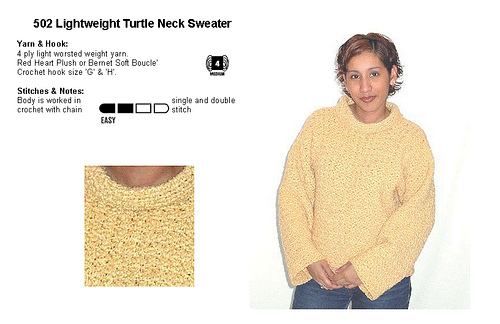 502 Lightweight Turtle Neck Sweater
Yarn & Hook:
4 ply light worsted weight yarn.
Red Heart Plush or Bernet Soft Boucle'
Crochet hook size 'G' & 'H'.
4
MEDIUM
Stitches & Notes:
Body is worked in single and double
crochet with chain stitch
EASY